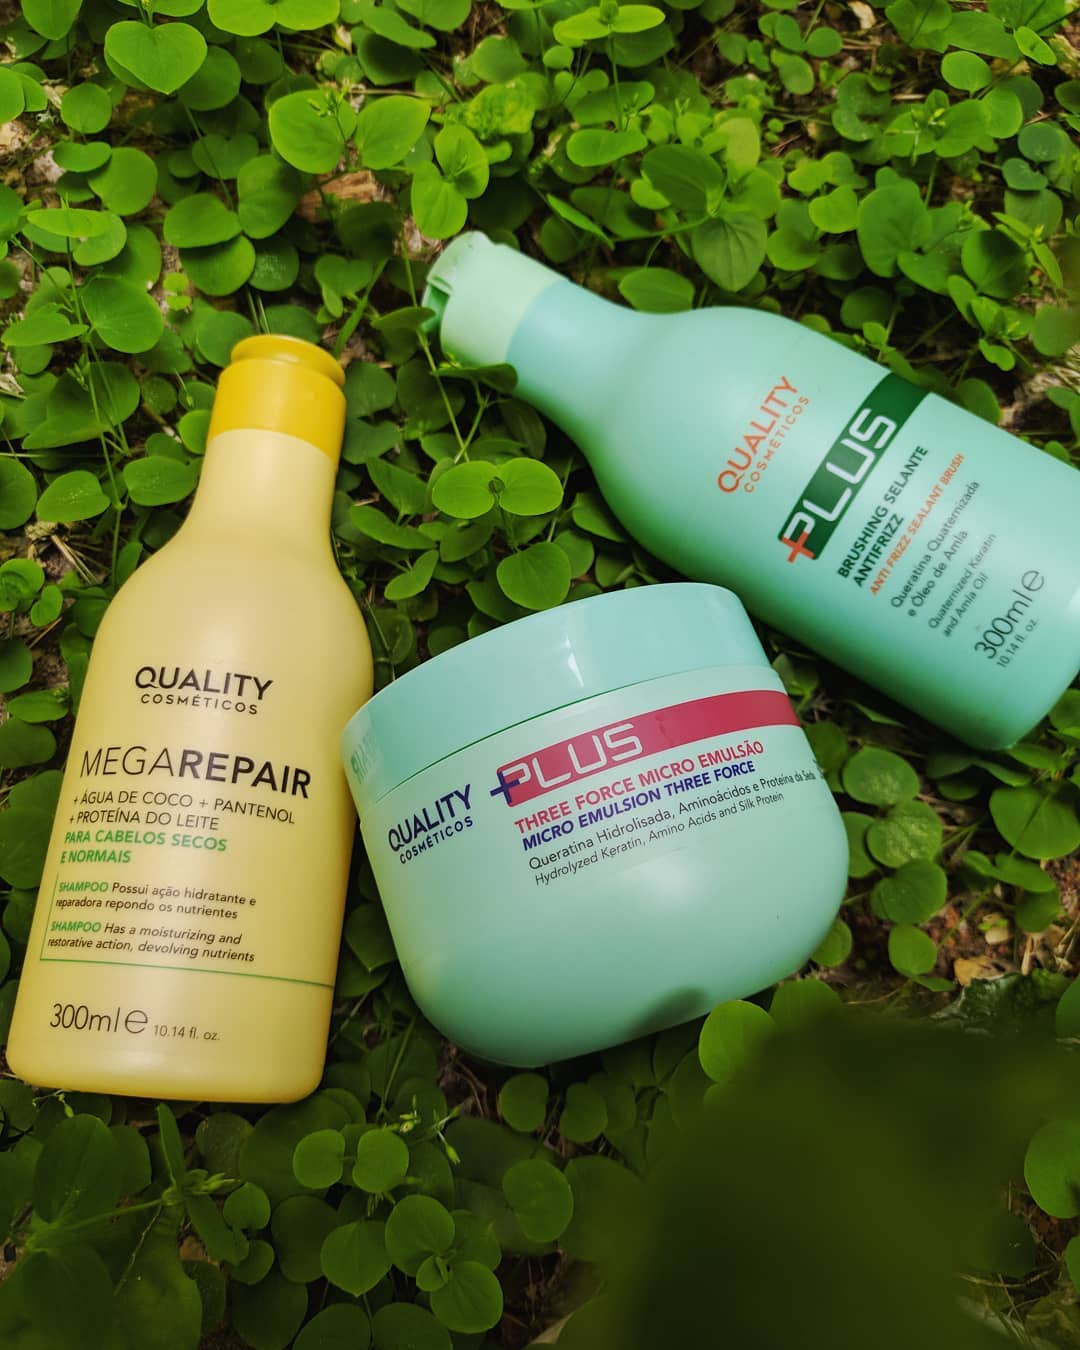 QUALITY
COSMÉTICOS
MEGAREPAIR
+ ÁGUA DE COCO + PANTENOL
+ PROTEÍNA DO LEITE
PARA CABELOS SECOS
E NORMAIS
SHAMPOO Possui ação hidratante e
reparadora repondo os nutrientes
SHAMPOO Has a moisturizing and
restorative action, devolving nutrients
300ml e 10.14 fl. oz.
QUALITY
COSMÉTICOS
+PLUS
THREE FORCE MICRO EMULSÃO
MICRO EMULSION THREE FORCE
Queratina Hidrolisada, Aminoácidos e Proteína da Seda
Hydrolyzed Keratin, Amino Acids and Silk Protein
QUALITY
COSMÉTICOS
+PLUS
BRUSHING SELANTE
ANTIFRIZZ
ANTI FRIZZ SEALANT BRUSH
Queratina Quaternizada
e Óleo de Amla
Quaternized Keratin
and Amla Oil
300ml e
10.14 fl. oz.